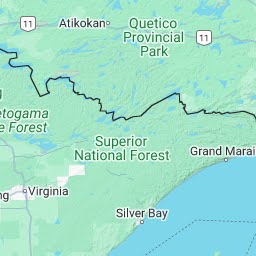 11
Atikokan
Quetico
Provincial
Park
11
etogama
e Forest
Superior
National Forest
Grand Marai
g
Virginia
Silver Bay